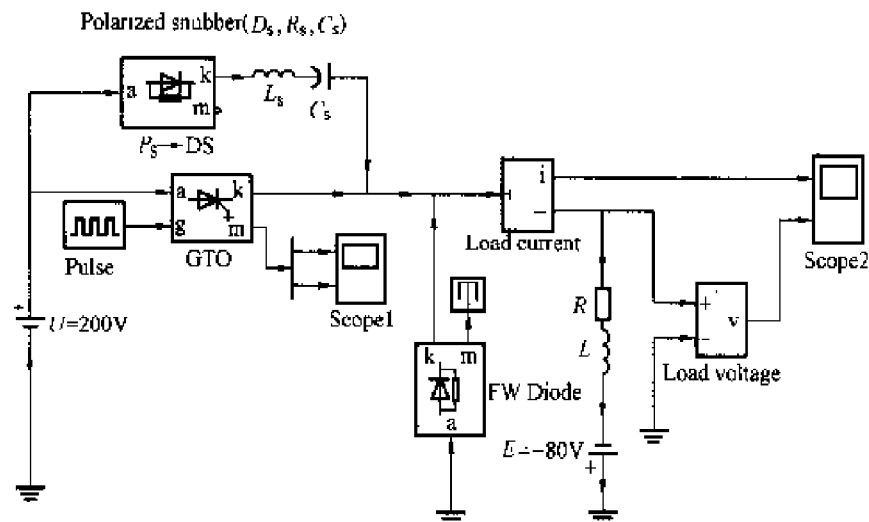 Polarized snubber(Ds, Rs, Cs)
a
k
m
Ls
Cs
DS
a
k
g
m
GTO
Pulse
Scope1
U=200V
+
i
−
Load current
Scope2
R
L
+
−
v
Load voltage
k
m
a
FW Diode
E=−80V
+